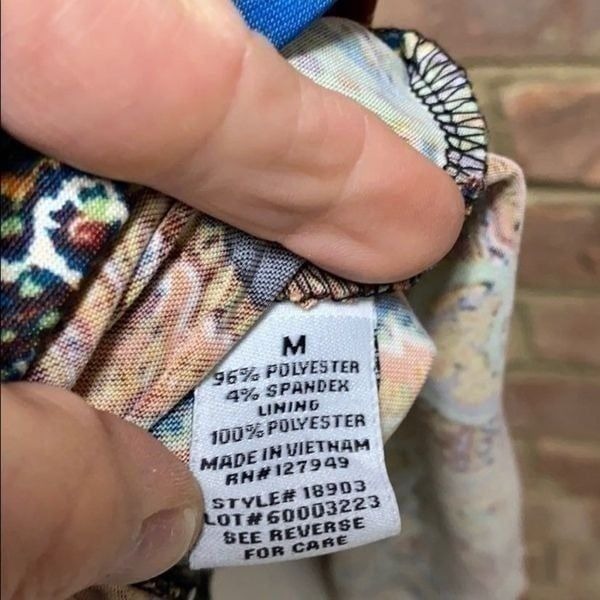 M
96% POLYESTER
4% SPANDEX
LINING
100% POLYESTER
MADE IN VIETNAM
RN# 127949
STYLE# 18903
LOT# 60003223
SEE REVERSE
FOR CARE